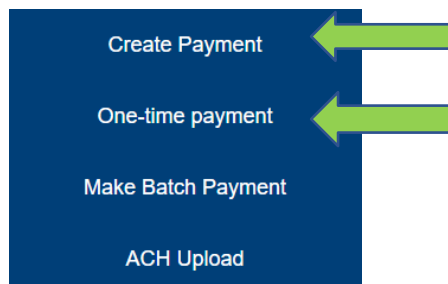 Create Payment
One-time payment
Make Batch Payment
ACH Upload